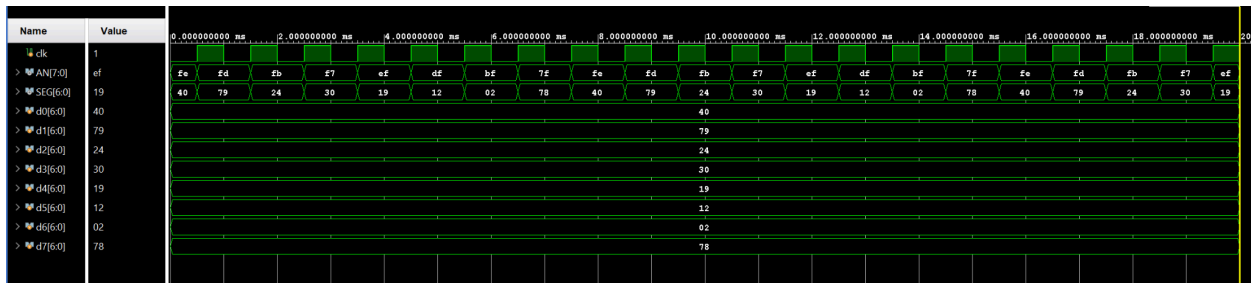 Name Value 0.000000000 ms 2.000000000 ms 4.000000000 ms 6.000000000 ms 8.000000000 ms 10.000000000 ms 12.000000000 ms 14.000000000 ms 16.000000000 ms 18.000000000 ms 20
clk 1
> AN[7:0] ef fe fd fb f7 ef df bf 7f fe fd fb f7 ef df bf 7f fe fd fb f7 ef
> SEG[6:0] 19 40 79 24 30 19 12 02 78 40 79 24 30 19 12 02 78 40 79 24 30 19
> d0[6:0] 40 40
> d1[6:0] 79 79
> d2[6:0] 24 24
> d3[6:0] 30 30
> d4[6:0] 19 19
> d5[6:0] 12 12
> d6[6:0] 02 02
> d7[6:0] 78 78